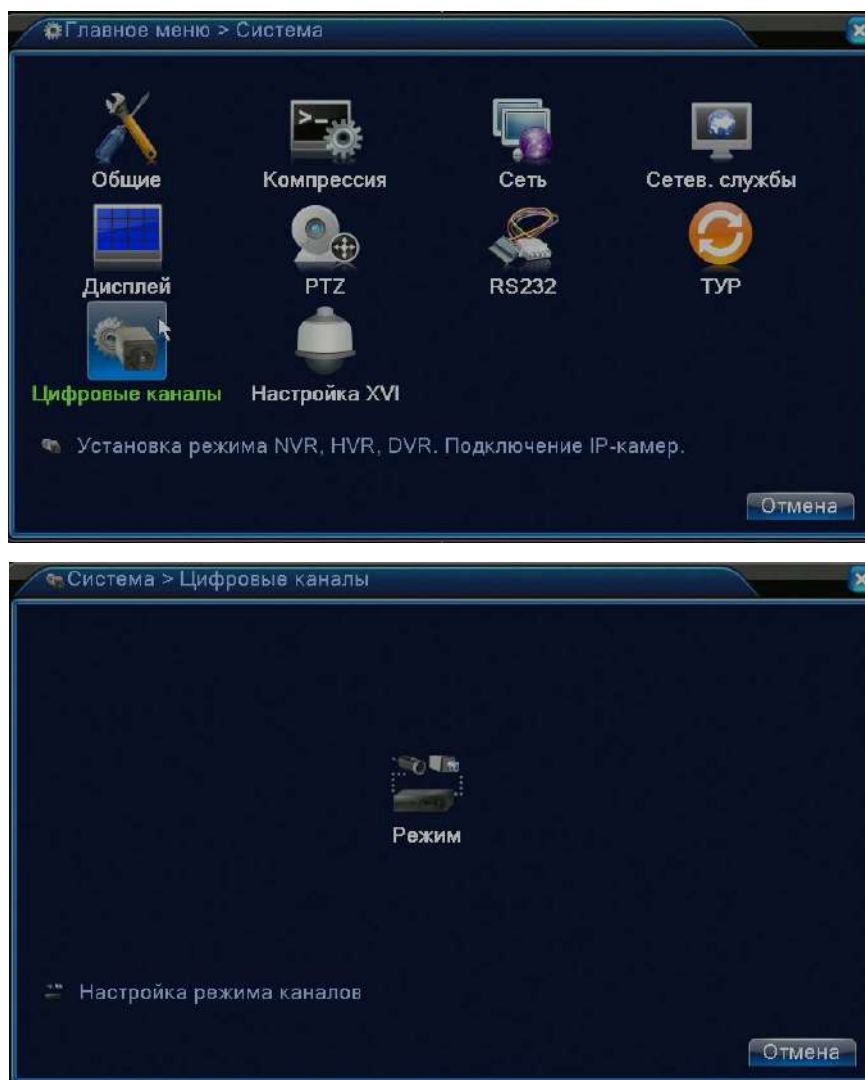 Главное меню > Система
Общие Компрессия Сеть Сетев. службы
Дисплей PTZ RS232 ТУР
Цифровые каналы Настройка XVI
Установка режима NVR, HVR, DVR. Подключение IP-камер.
Отмена
Система > Цифровые каналы
Режим
Настройка режима каналов
Отмена